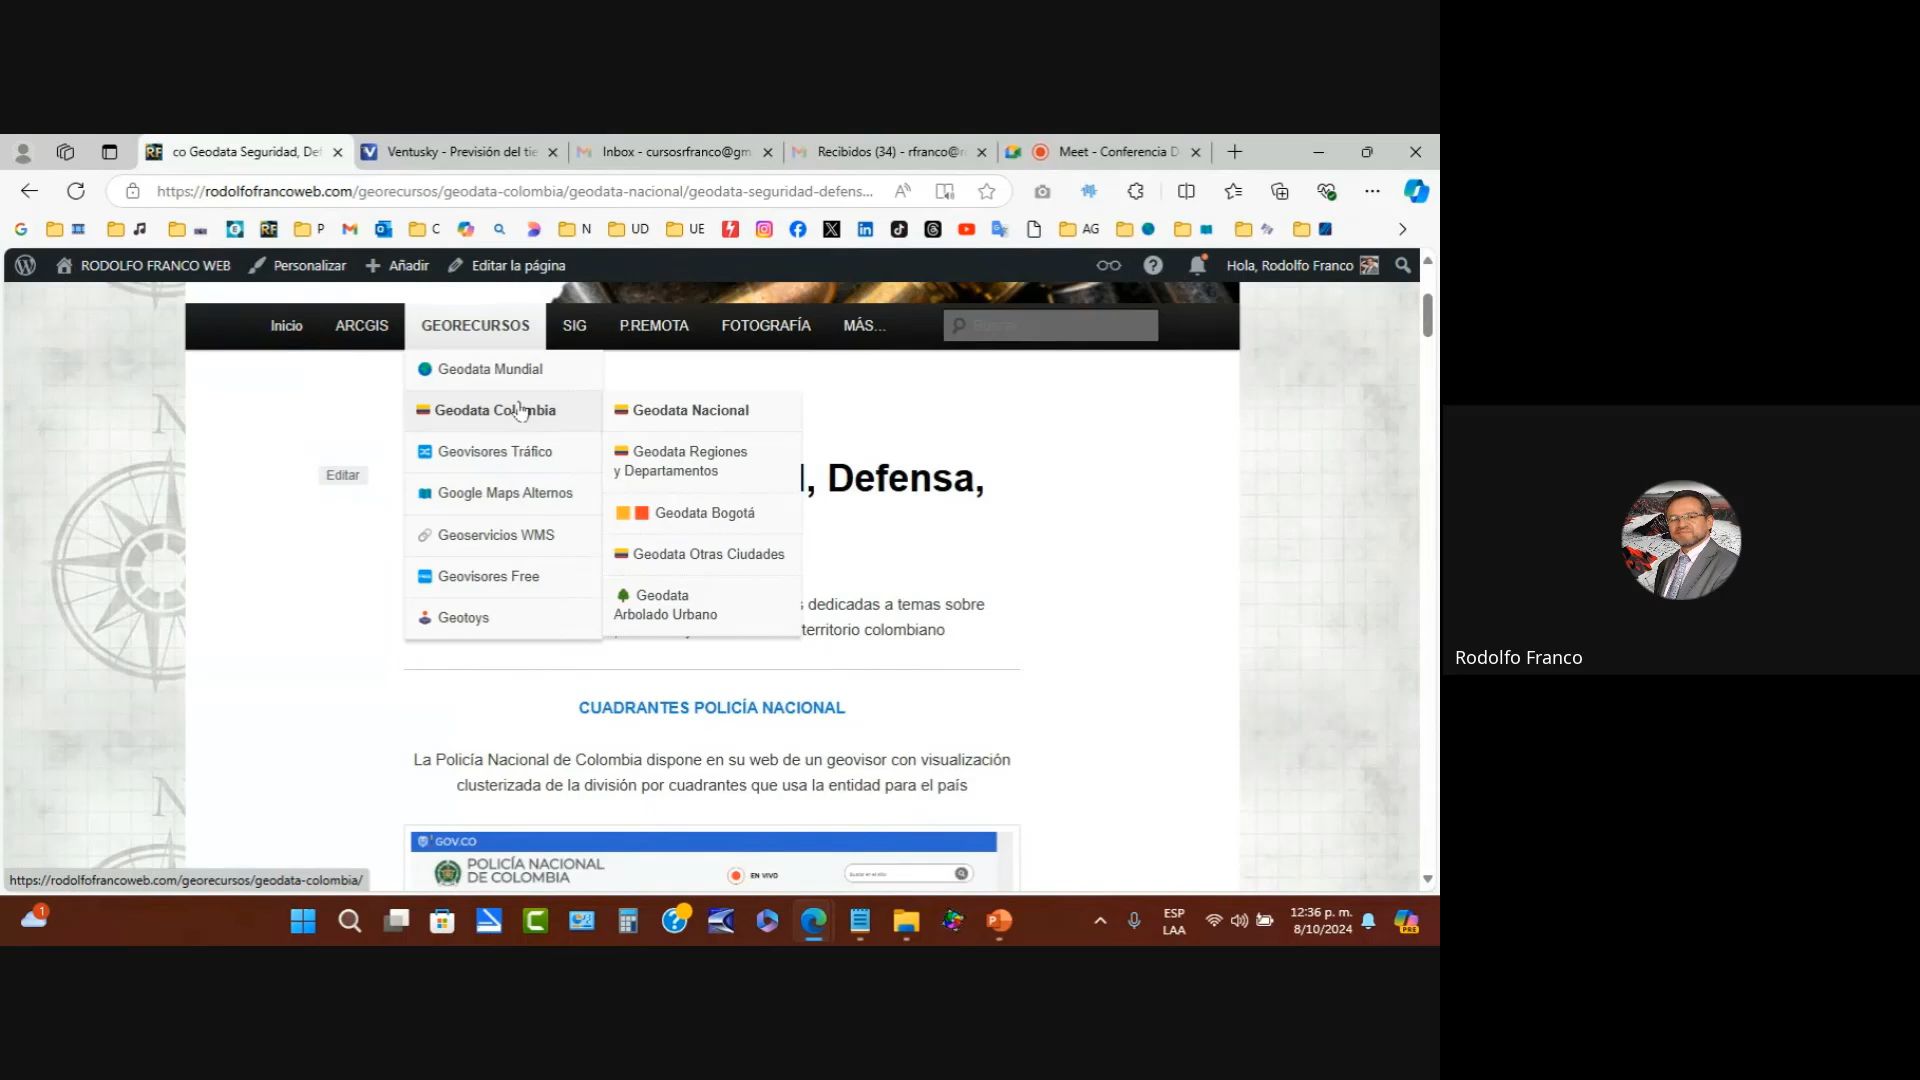 co Geodata Seguridad, Def
Ventusky - Previsión del tie
Inbox - cursosrfranco@gm
Recibidos (34) - rfranco@r
Meet - Conferencia D
https://rodolfofrancoweb.com/georecursos/geodata-colombia/geodata-nacional/geodata-seguridad-defens...
P
C
N
UD
UE
AG
RODOLFO FRANCO WEB
Personalizar
Añadir
Editar la página
Hola, Rodolfo Franco
Inicio
ARCGIS
GEORECURSOS
SIG
P.REMOTA
FOTOGRAFÍA
MÁS...
Buscar
Geodata Mundial
Geodata Colombia
Geovisores Tráfico
Google Maps Alternos
Geoservicios WMS
Geovisores Free
Geotoys
Geodata Nacional
Geodata Regiones
y Departamentos
Geodata Bogotá
Geodata Otras Ciudades
Geodata
Arbolado Urbano
Editar
, Defensa,
dedicadas a temas sobre
territorio colombiano
CUADRANTES POLICÍA NACIONAL
La Policía Nacional de Colombia dispone en su web de un geovisor con visualización
clusterizada de la división por cuadrantes que usa la entidad para el país
GOV.CO
POLICÍA NACIONAL
DE COLOMBIA
EN VIVO
https://rodolfofrancoweb.com/georecursos/geodata-colombia/
1
ESP
LAA
12:36 p. m.
8/10/2024
PRE
Rodolfo Franco